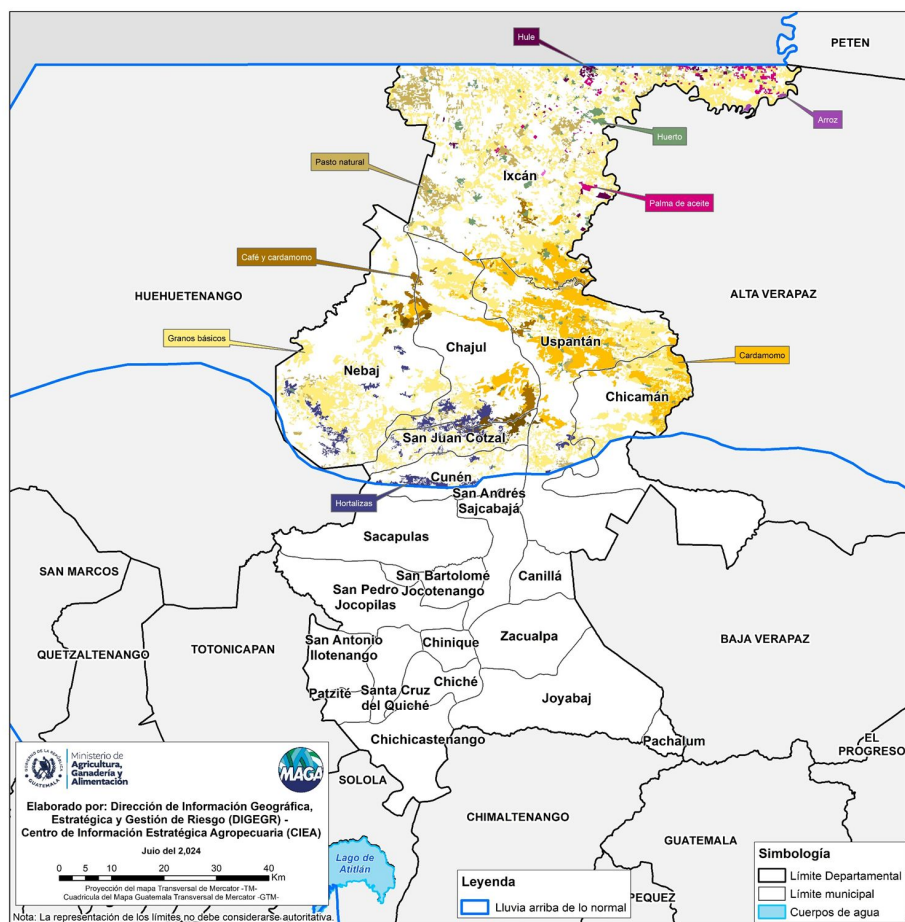 PETEN
Hule
Arroz
Huerto
Pasto natural
Ixcán
Palma de aceite
Café y cardamomo
HUEHUETENANGO
ALTA VERAPAZ
Granos básicos
Uspantán
Chajul
Cardamomo
Nebaj
Chicamán
San Juan Cotzal
Cunén
Hortalizas
San Andrés
Sajcabajá
Sacapulas
SAN MARCOS
San Bartolomé
Jocotenango
Canillá
San Pedro
Jocopilas
QUETZALTENANGO
TOTONICAPAN
San Antonio
Ilotenango
Chinique
Zacualpa
BAJA VERAPAZ
Patzité
Santa Cruz
del Quiché
Chiché
Joyabaj
Chichicastenango
Pachalum
EL
PROGRESO
SOLOLA
CHIMALTENANGO
GUATEMALA
Lago de
Atitlán
PEQUEZ
GOBIERNO DE LA REPÚBLICA
GUATEMALA
Ministerio de
Agricultura,
Ganadería y
Alimentación
MAGA
Elaborado por: Dirección de Información Geográfica,
Estratégica y Gestión de Riesgo (DIGEGR) -
Centro de Información Estratégica Agropecuaria (CIEA)
Juio del 2,024
0 5 10 20 30 40
Km
Proyección del mapa Transversal de Mercator -TM-
Cuadrícula del Mapa Guatemala Transversal de Mercator -GTM-
Nota: La representación de los límites no debe considerarse autoritativa.
Leyenda
Lluvia arriba de lo normal
Simbología
Límite Departamental
Límite municipal
Cuerpos de agua